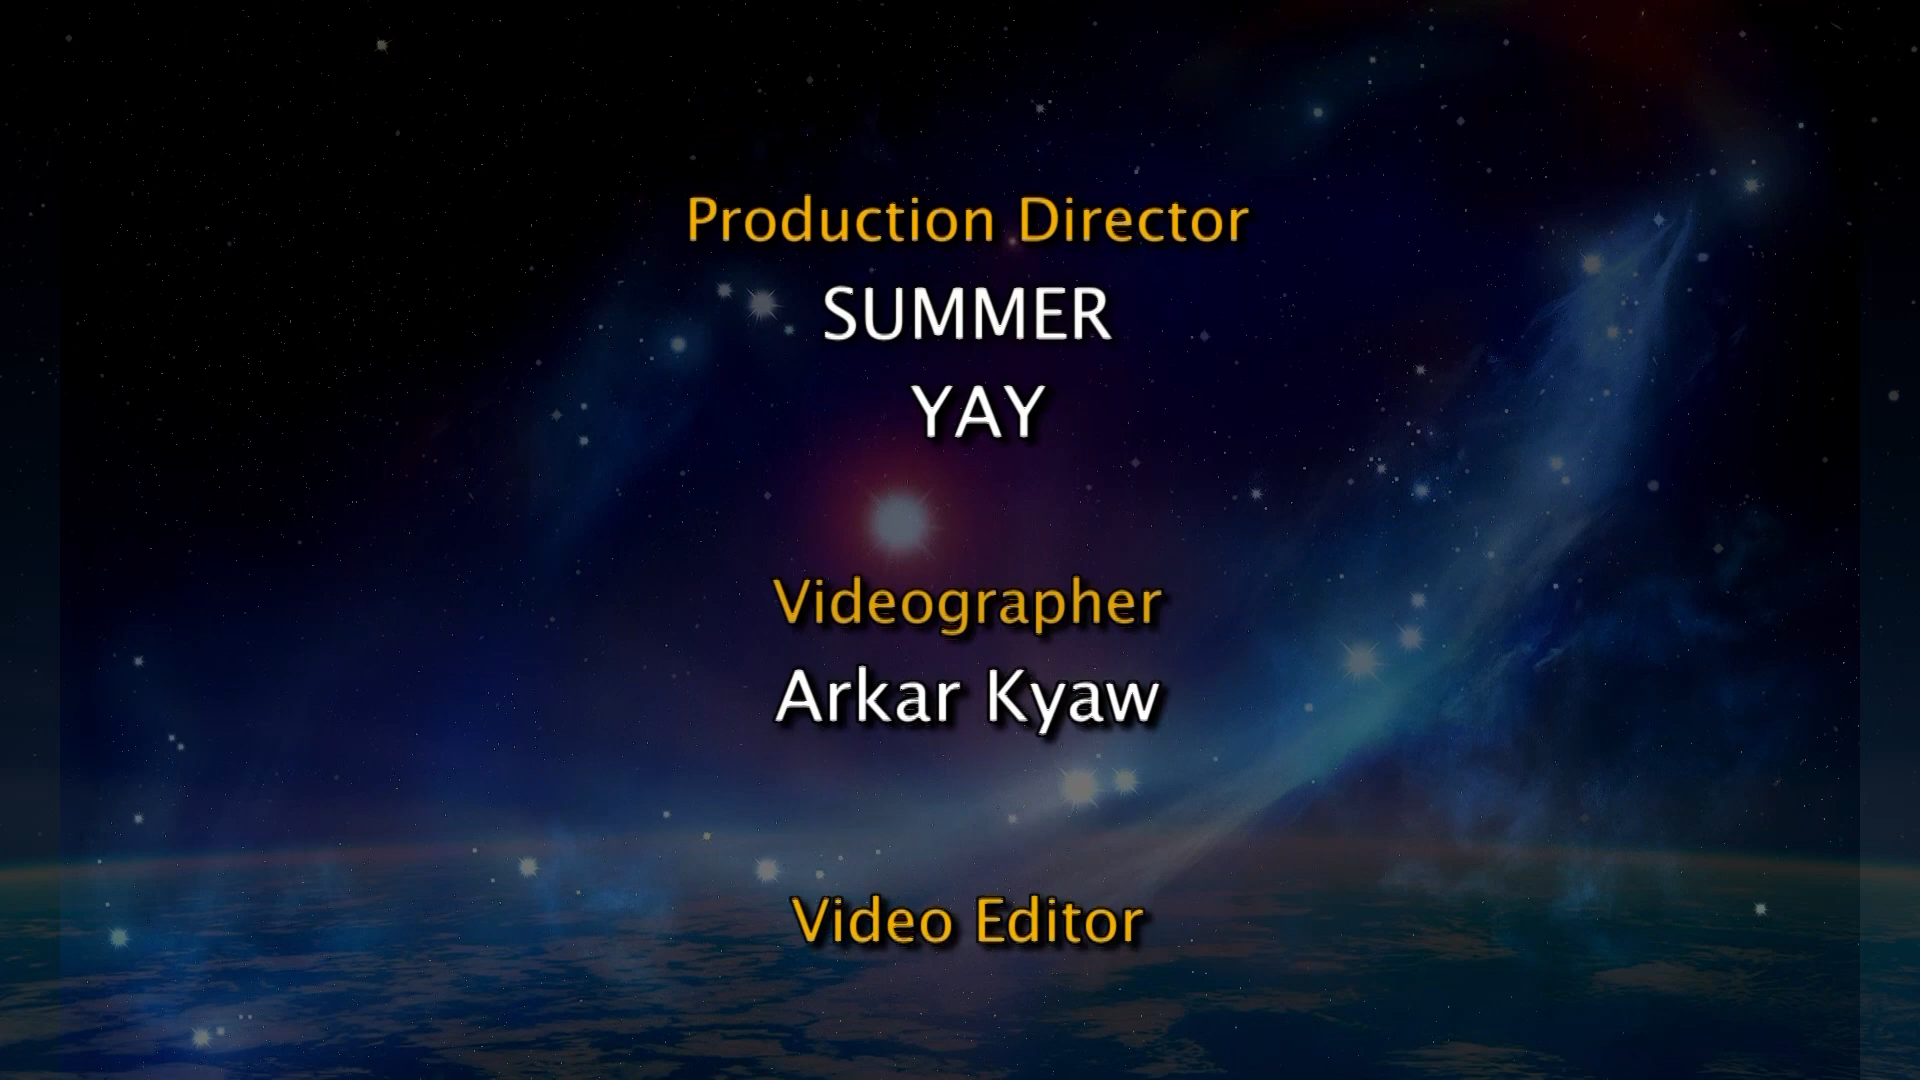 Production Director
SUMMER
YAY
Videographer
Arkar Kyaw
Video Editor